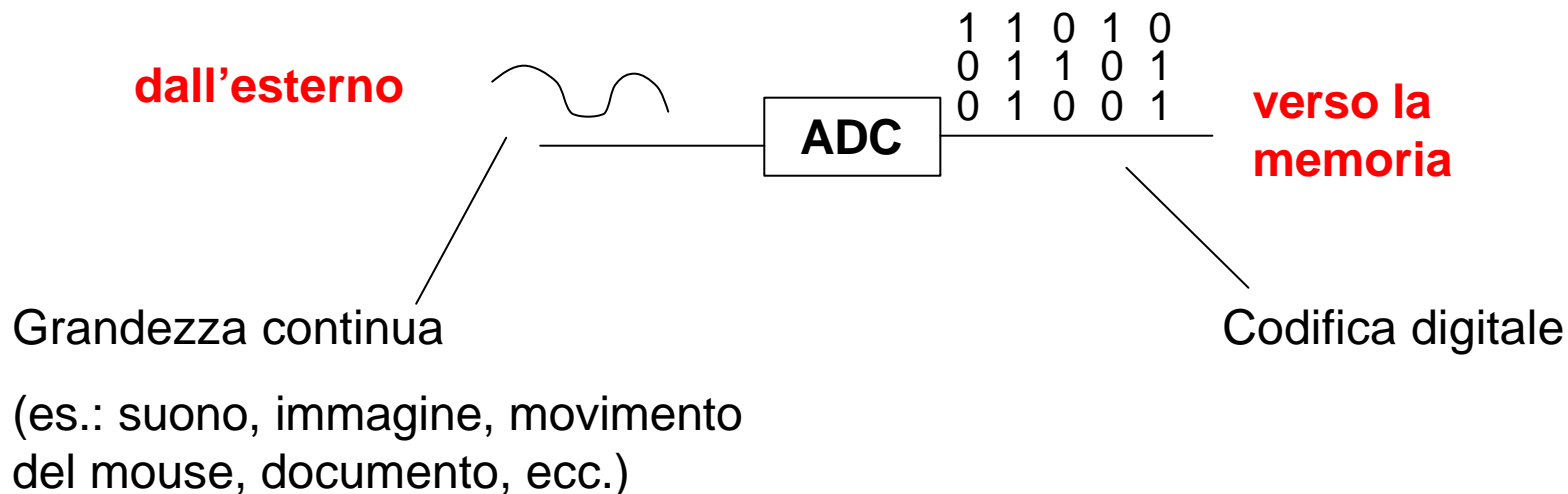 1 1 0 1 0
0 1 1 0 1
0 1 0 0 1
dall'esterno
ADC
verso la
memoria
Grandezza continua
Codifica digitale
(es.: suono, immagine, movimento
del mouse, documento, ecc.)